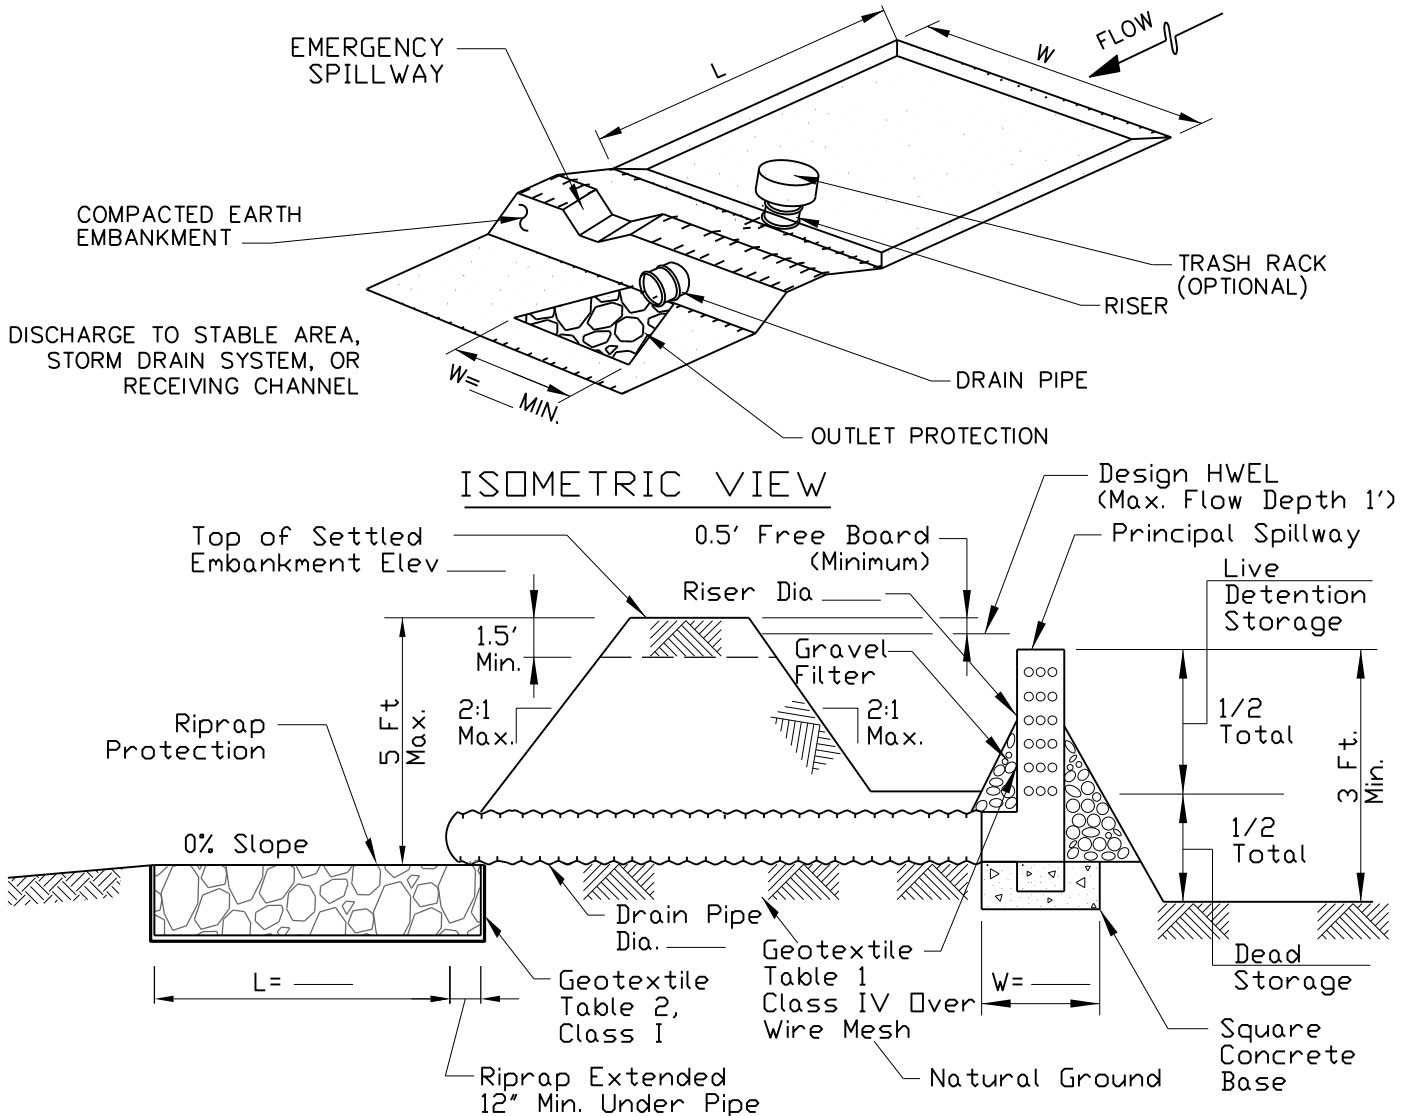 EMERGENCY
SPILLWAY
L
W
FLOW
COMPACTED EARTH
EMBANKMENT
TRASH RACK
(OPTIONAL)
RISER
DISCHARGE TO STABLE AREA,
STORM DRAIN SYSTEM, OR
RECEIVING CHANNEL
W=
MIN.
DRAIN PIPE
OUTLET PROTECTION
ISOMETRIC VIEW
Design HWEL
(Max. Flow Depth 1')
Top of Settled
Embankment Elev
0.5' Free Board
(Minimum)
Principal Spillway
Riser Dia
Live
Detention
Storage
1.5'
Min.
Gravel
Filter
2:1
Max.
2:1
Max.
5 Ft
Max.
Riprap
Protection
1/2
Total
3 Ft.
Min.
0% Slope
1/2
Total
Drain Pipe
Dia.
Geotextile
Table 2,
Class I
Geotextile
Table 1
Class IV Over
Wire Mesh
L=
W=
Dead
Storage
Square
Concrete
Base
Riprap Extended
12" Min. Under Pipe
Natural Ground